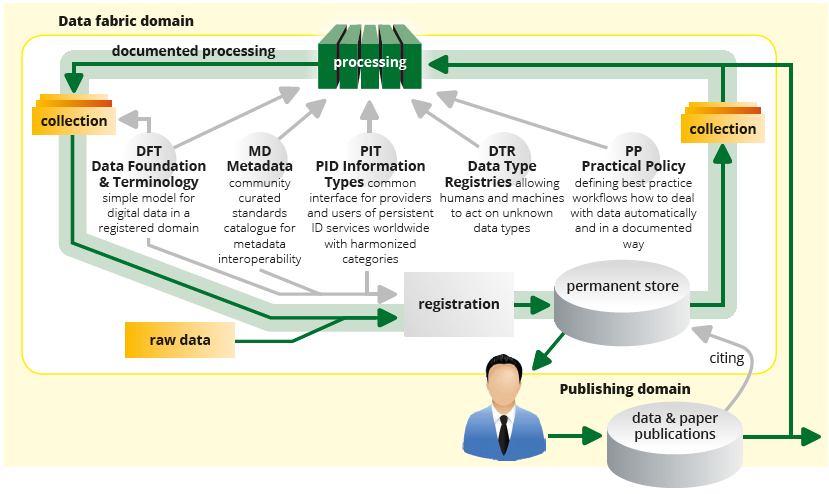 Data fabric domain
documented processing
processing
collection
collection
DFT
Data Foundation
& Terminology
simple model for
digital data in a
registered domain
MD
Metadata
community
curated
standards
catalogue for
metadata
interoperability
PIT
PID Information
Types common
interface for providers
and users of persistent
ID services worldwide
with harmonized
categories
DTR
Data Type
Registries allowing
humans and machines
to act on unknown
data types
PP
Practical Policy
defining best practice
workflows how to deal
with data automatically
and in a documented
way
registration
permanent store
raw data
citing
Publishing domain
data & paper
publications